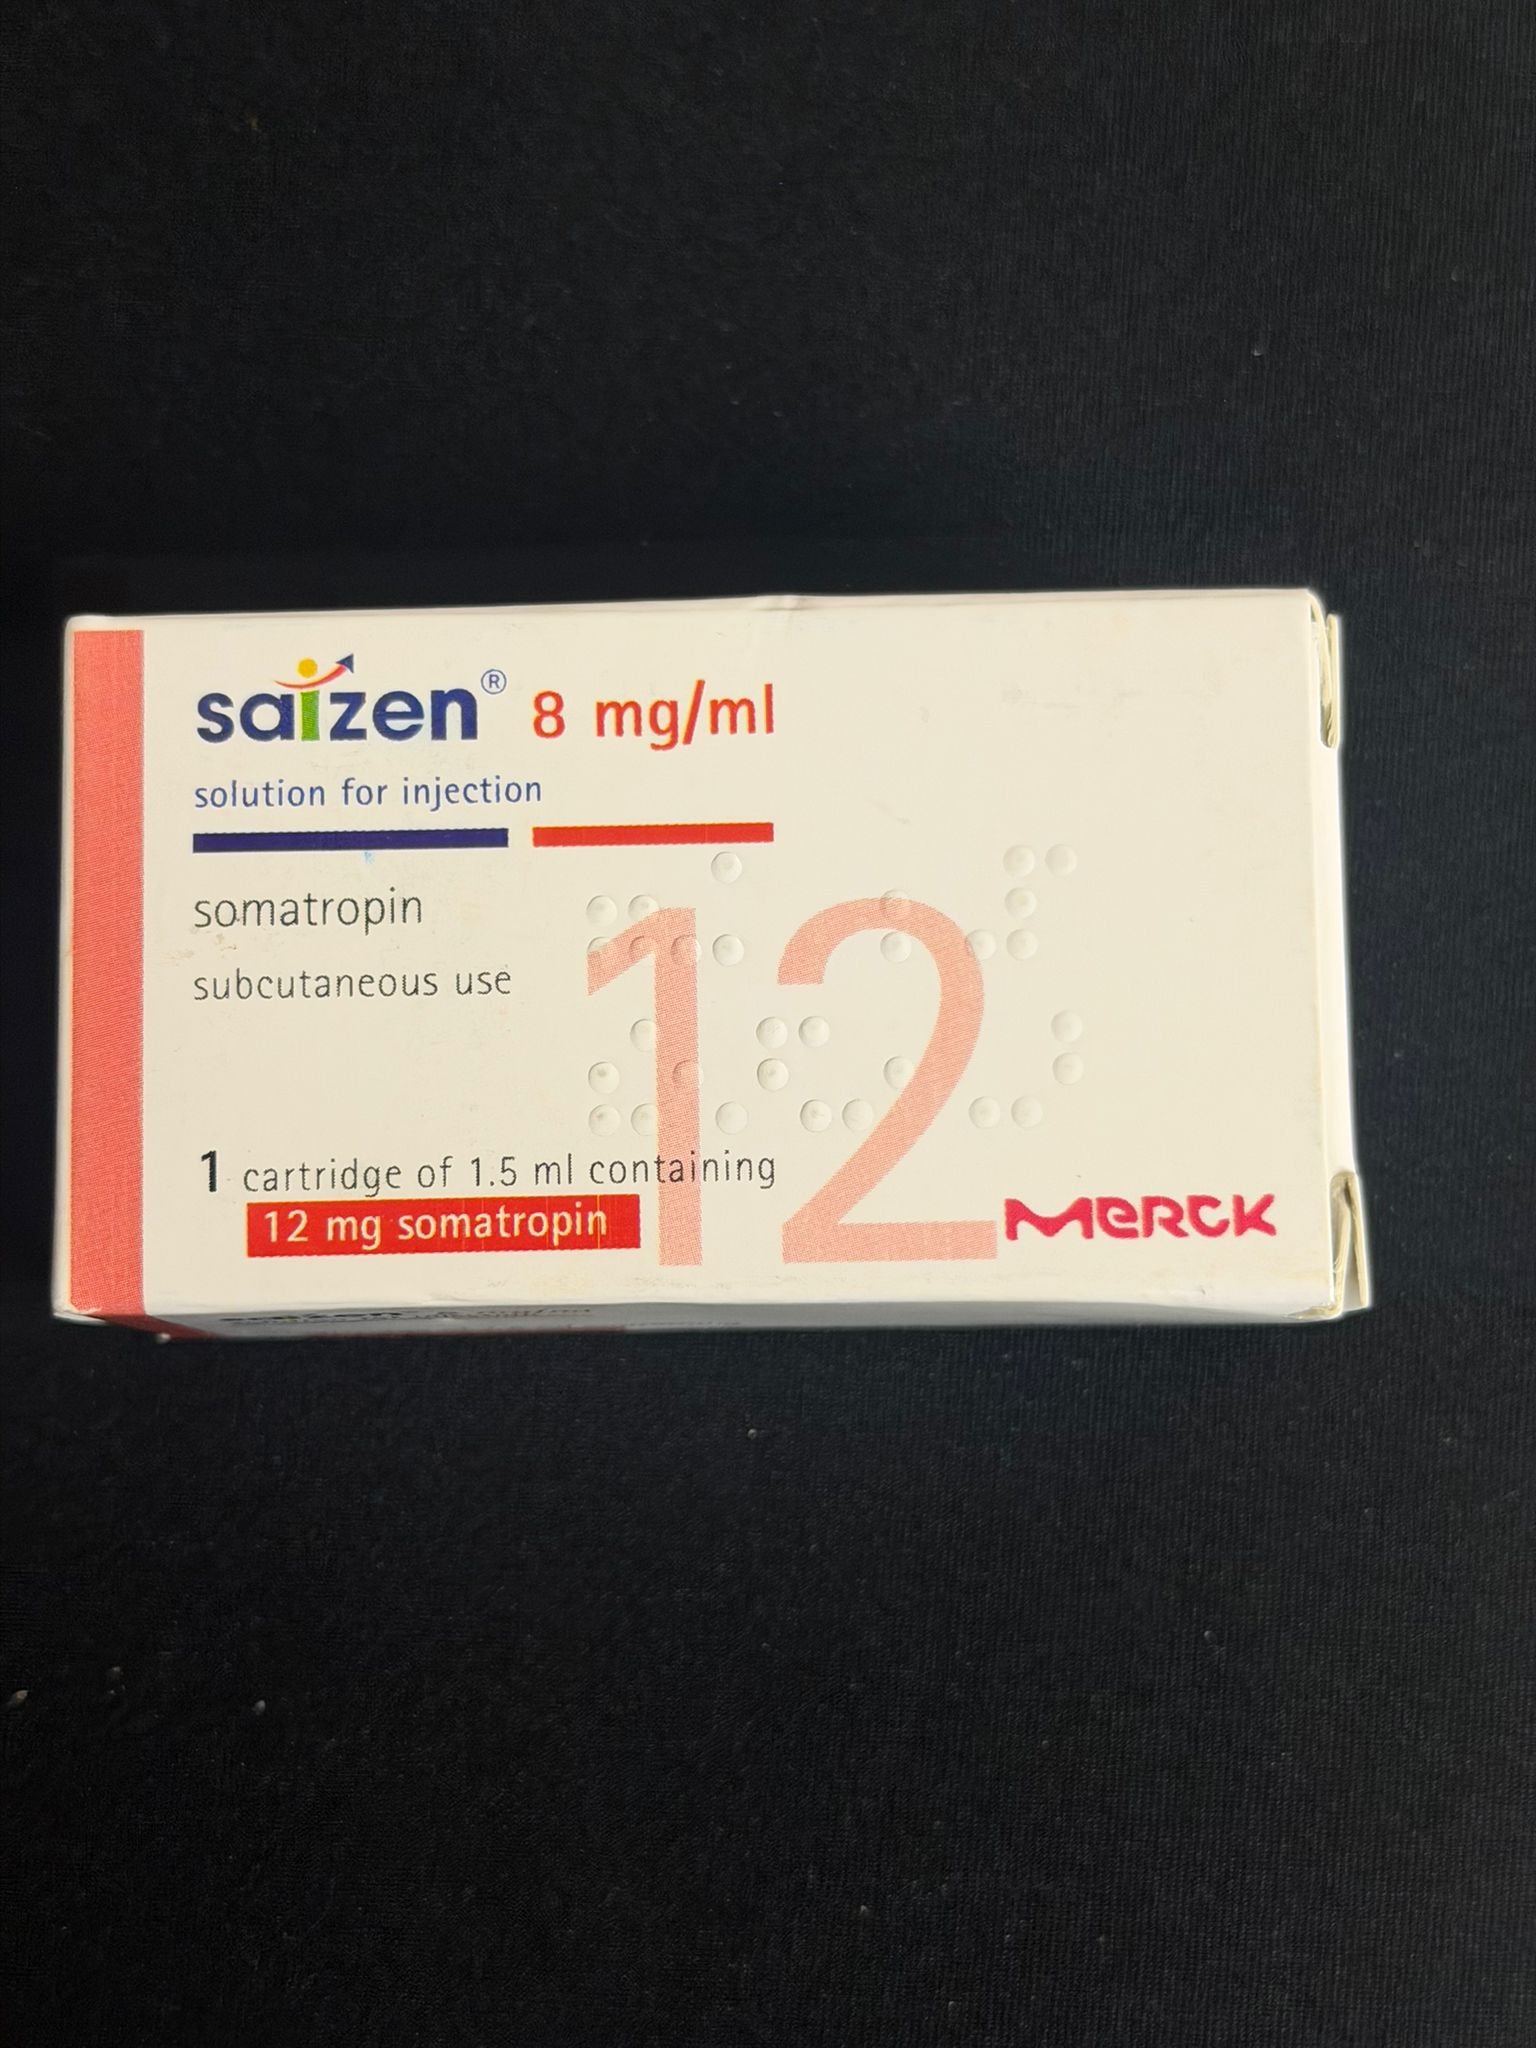 saizen® 8 mg/ml
solution for injection
somatropin
subcutaneous use
12
1 cartridge of 1.5 ml containing
12 mg somatropin
MERCK